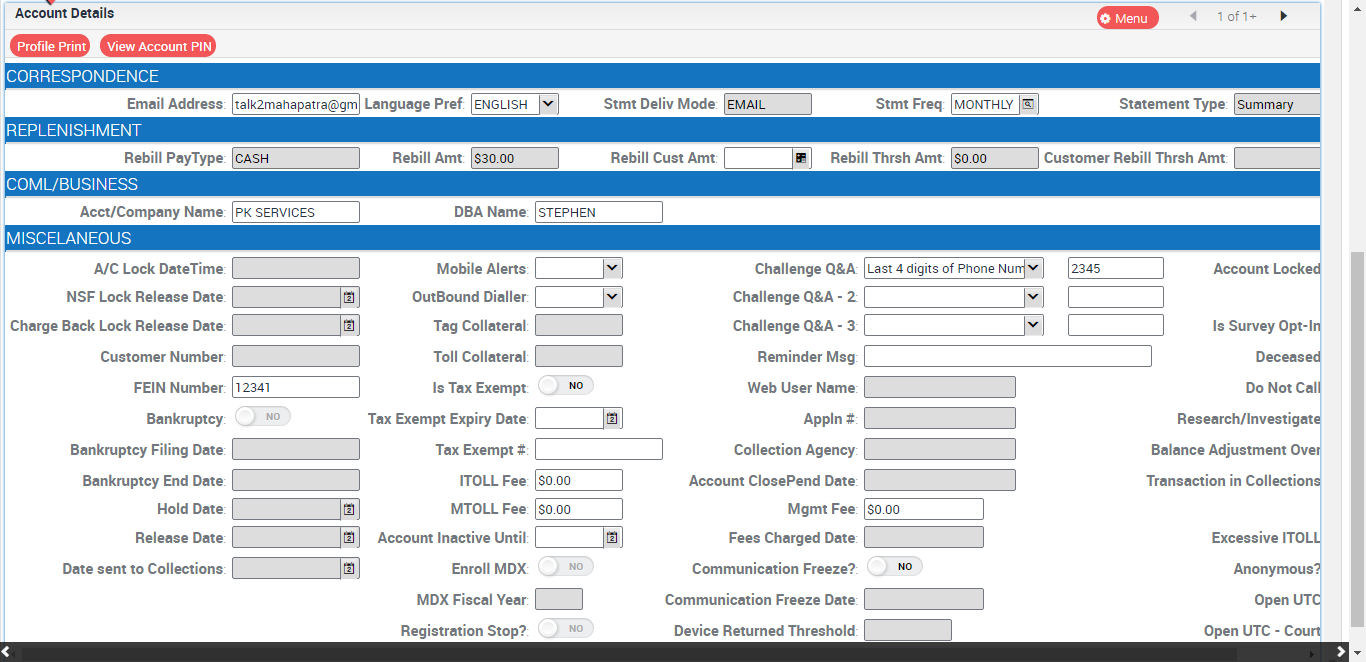 Account Details
Menu 1 of 1+
Profile Print View Account PIN
CORRESPONDENCE
Email Address: talk2mahapatra@gm Language Pref: ENGLISH Stmt Deliv Mode: EMAIL Stmt Freq: MONTHLY Statement Type: Summary
REPLENISHMENT
Rebill PayType: CASH Rebill Amt: $30.00 Rebill Cust Amt: Rebill Thrsh Amt: $0.00 Customer Rebill Thrsh Amt:
COML/BUSINESS
Acct/Company Name: PK SERVICES DBA Name: STEPHEN
MISCELANEOUS
A/C Lock DateTime: Mobile Alerts: Challenge Q&A: Last 4 digits of Phone Num 2345 Account Locked
NSF Lock Release Date: OutBound Dialler: Challenge Q&A - 2:
Charge Back Lock Release Date: Tag Collateral: Challenge Q&A - 3: Is Survey Opt-In
Customer Number: Toll Collateral: Reminder Msg: Deceased
FEIN Number: 12341 Is Tax Exempt: NO Web User Name: Do Not Call
Bankruptcy: NO Tax Exempt Expiry Date: Appln #: Research/Investigate
Bankruptcy Filing Date: Tax Exempt #: Collection Agency: Balance Adjustment Over
Bankruptcy End Date: ITOLL Fee: $0.00 Account ClosePend Date: Transaction in Collections
Hold Date: MTOLL Fee: $0.00 Mgmt Fee: $0.00
Release Date: Account Inactive Until: Fees Charged Date: Excessive ITOLL
Date sent to Collections: Enroll MDX: NO Communication Freeze?: NO Anonymous?
MDX Fiscal Year: Communication Freeze Date: Open UTC
Registration Stop?: NO Device Returned Threshold: Open UTC - Court